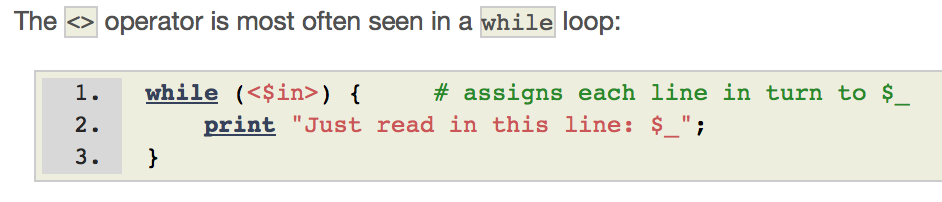 The <> operator is most often seen in a while loop:
1. while (<$in>) {     # assigns each line in turn to $_
2.     print "Just read in this line: $_";
3. }